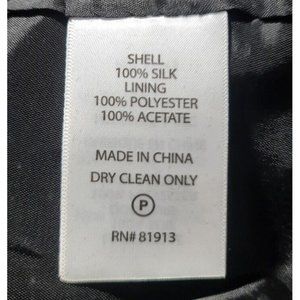 SHELL
100% SILK
LINING
100% POLYESTER
100% ACETATE
MADE IN CHINA
DRY CLEAN ONLY
P
RN# 81913